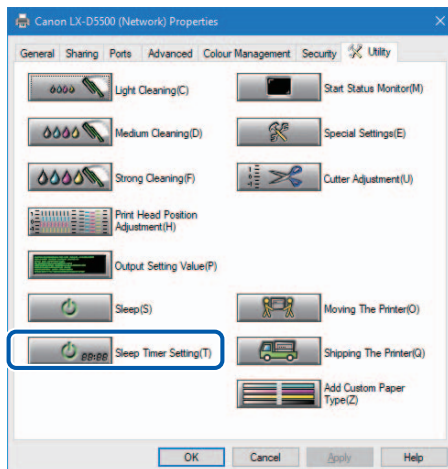 Canon LX-D5500 (Network) Properties
General Sharing Ports Advanced Colour Management Security Utility
Light Cleaning(C)
Start Status Monitor(M)
Medium Cleaning(D)
Special Settings(E)
Strong Cleaning(F)
Cutter Adjustment(U)
Print Head Position
Adjustment(H)
Output Setting Value(P)
Sleep(S)
Moving The Printer(O)
88:88
Sleep Timer Setting(T)
Shipping The Printer(Q)
Add Custom Paper
Type(Z)
OK Cancel Apply Help